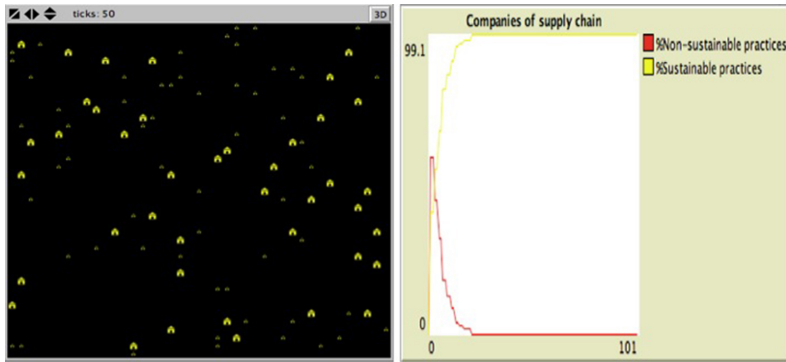 ticks: 50
3D
Companies of supply chain
99.1
0
0
101
%Non-sustainable practices
%Sustainable practices